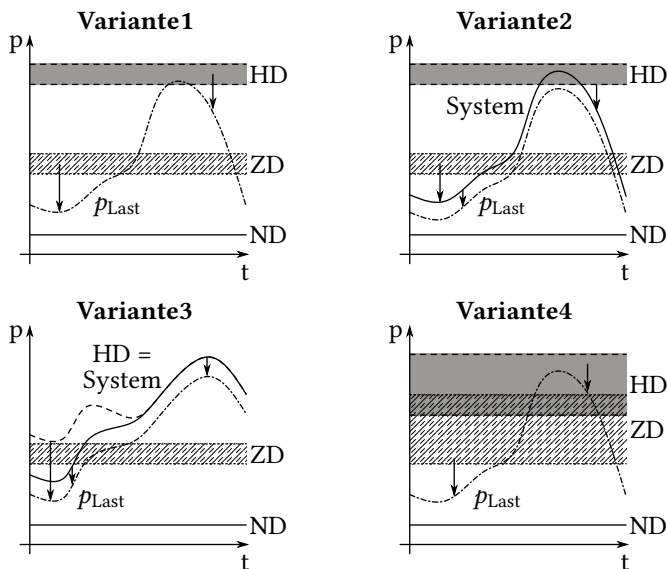 Variante1
p
HD
ZD
pLast
ND
t
Variante2
p
HD
System
ZD
pLast
ND
t
Variante3
p
HD =
System
ZD
pLast
ND
t
Variante4
p
HD
ZD
pLast
ND
t